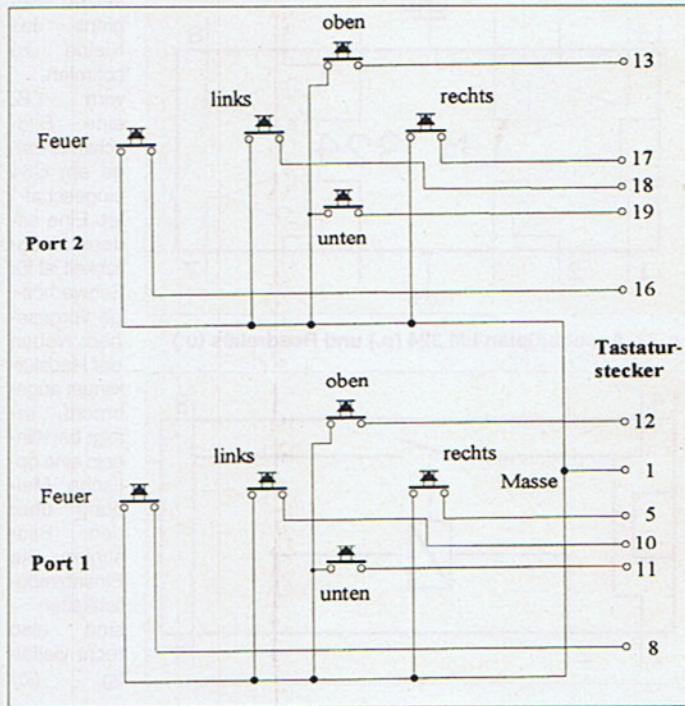 oben
13
links
rechts
Feuer
17
18
19
unten
Port 2
16
Tastatur-
stecker
oben
12
links
rechts
Masse
1
Feuer
5
10
Port 1
11
unten
8